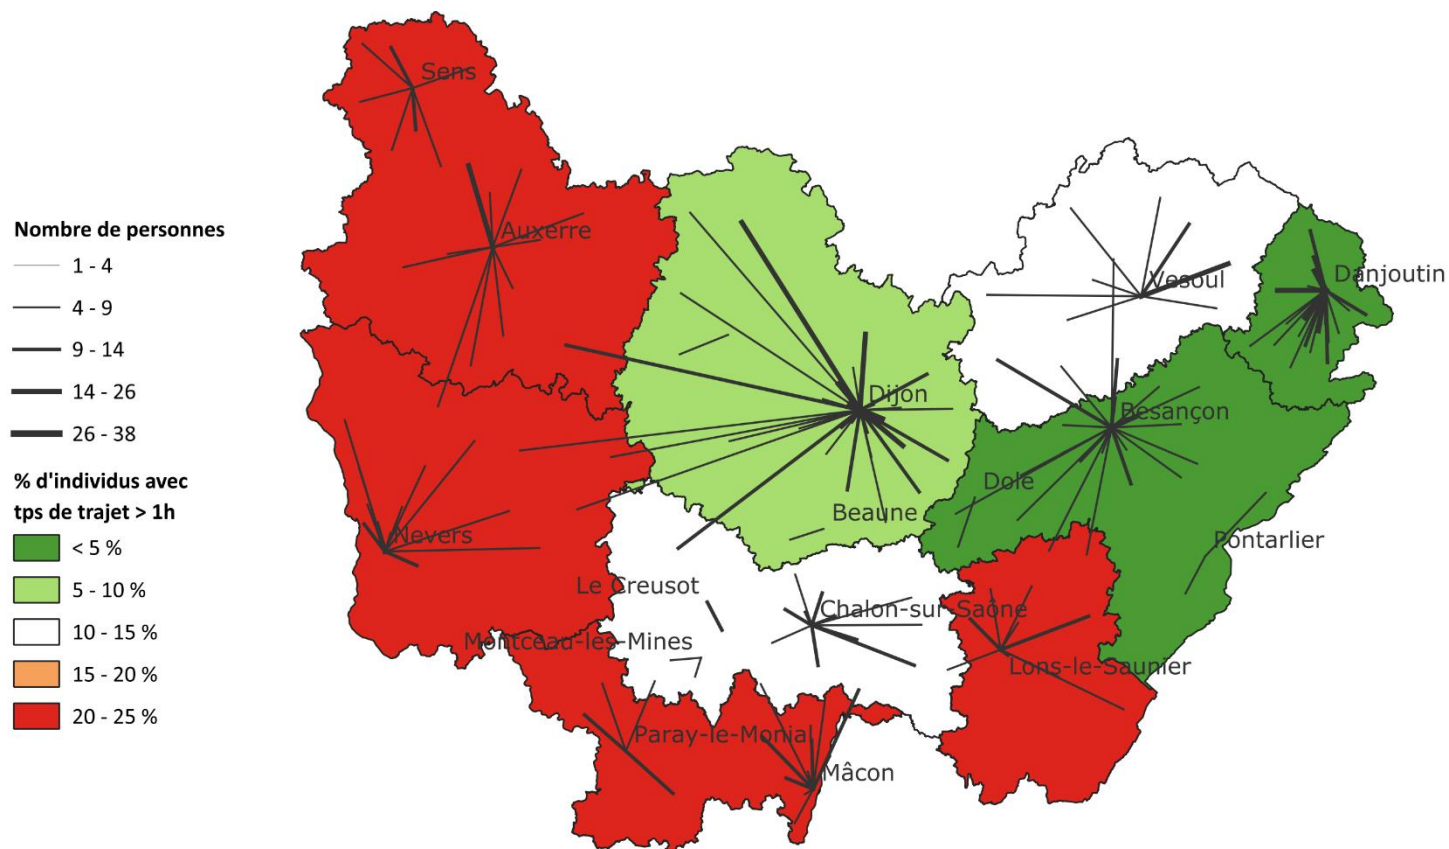 Nombre de personnes
1 - 4
4 - 9
9 - 14
14 - 26
26 - 38
% d'individus avec
tps de trajet > 1h
< 5 %
5 - 10 %
10 - 15 %
15 - 20 %
20 - 25 %
Sens
Auxerre
Vesoul
Danjoutin
Dijon
Besançon
Dole
Beaune
Nevers
Pontarlier
Le Creusot
Chalon-sur-Saône
Montceau-les-Mines
Lons-le-Saunier
Paray-le-Monial
Mâcon